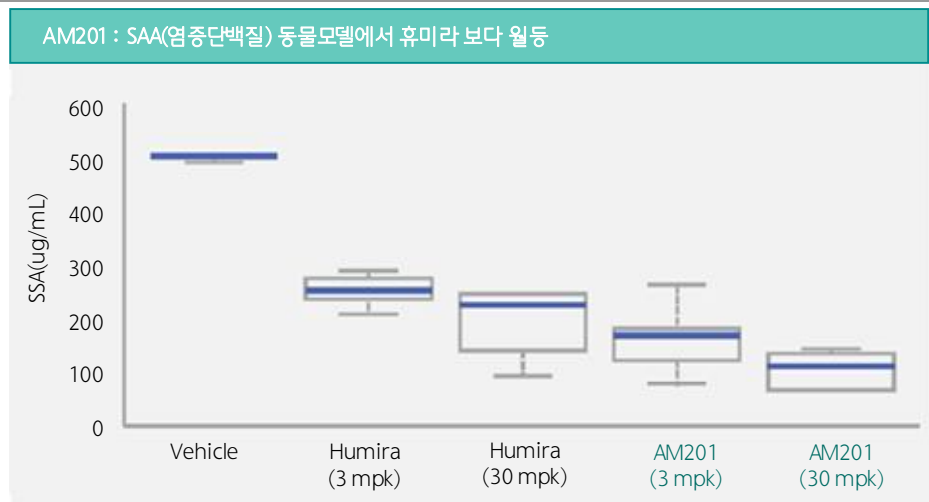 AM201 : SAA(염증단백질) 동물모델에서 휴미라 보다 월등
SSA(ug/mL)
600
500
400
300
200
100
0
Vehicle
Humira
(3 mpk)
Humira
(30 mpk)
AM201
(3 mpk)
AM201
(30 mpk)